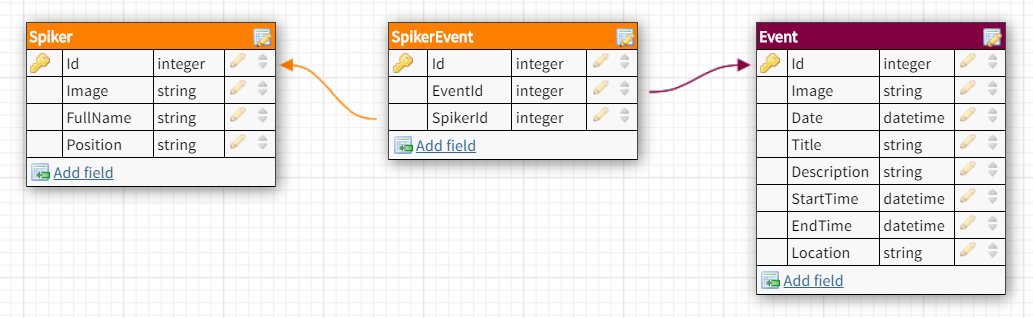 Spiker
Id integer
Image string
FullName string
Position string
Add field
SpikerEvent
Id integer
EventId integer
SpikerId integer
Add field
Event
Id integer
Image string
Date datetime
Title string
Description string
StartTime datetime
EndTime datetime
Location string
Add field